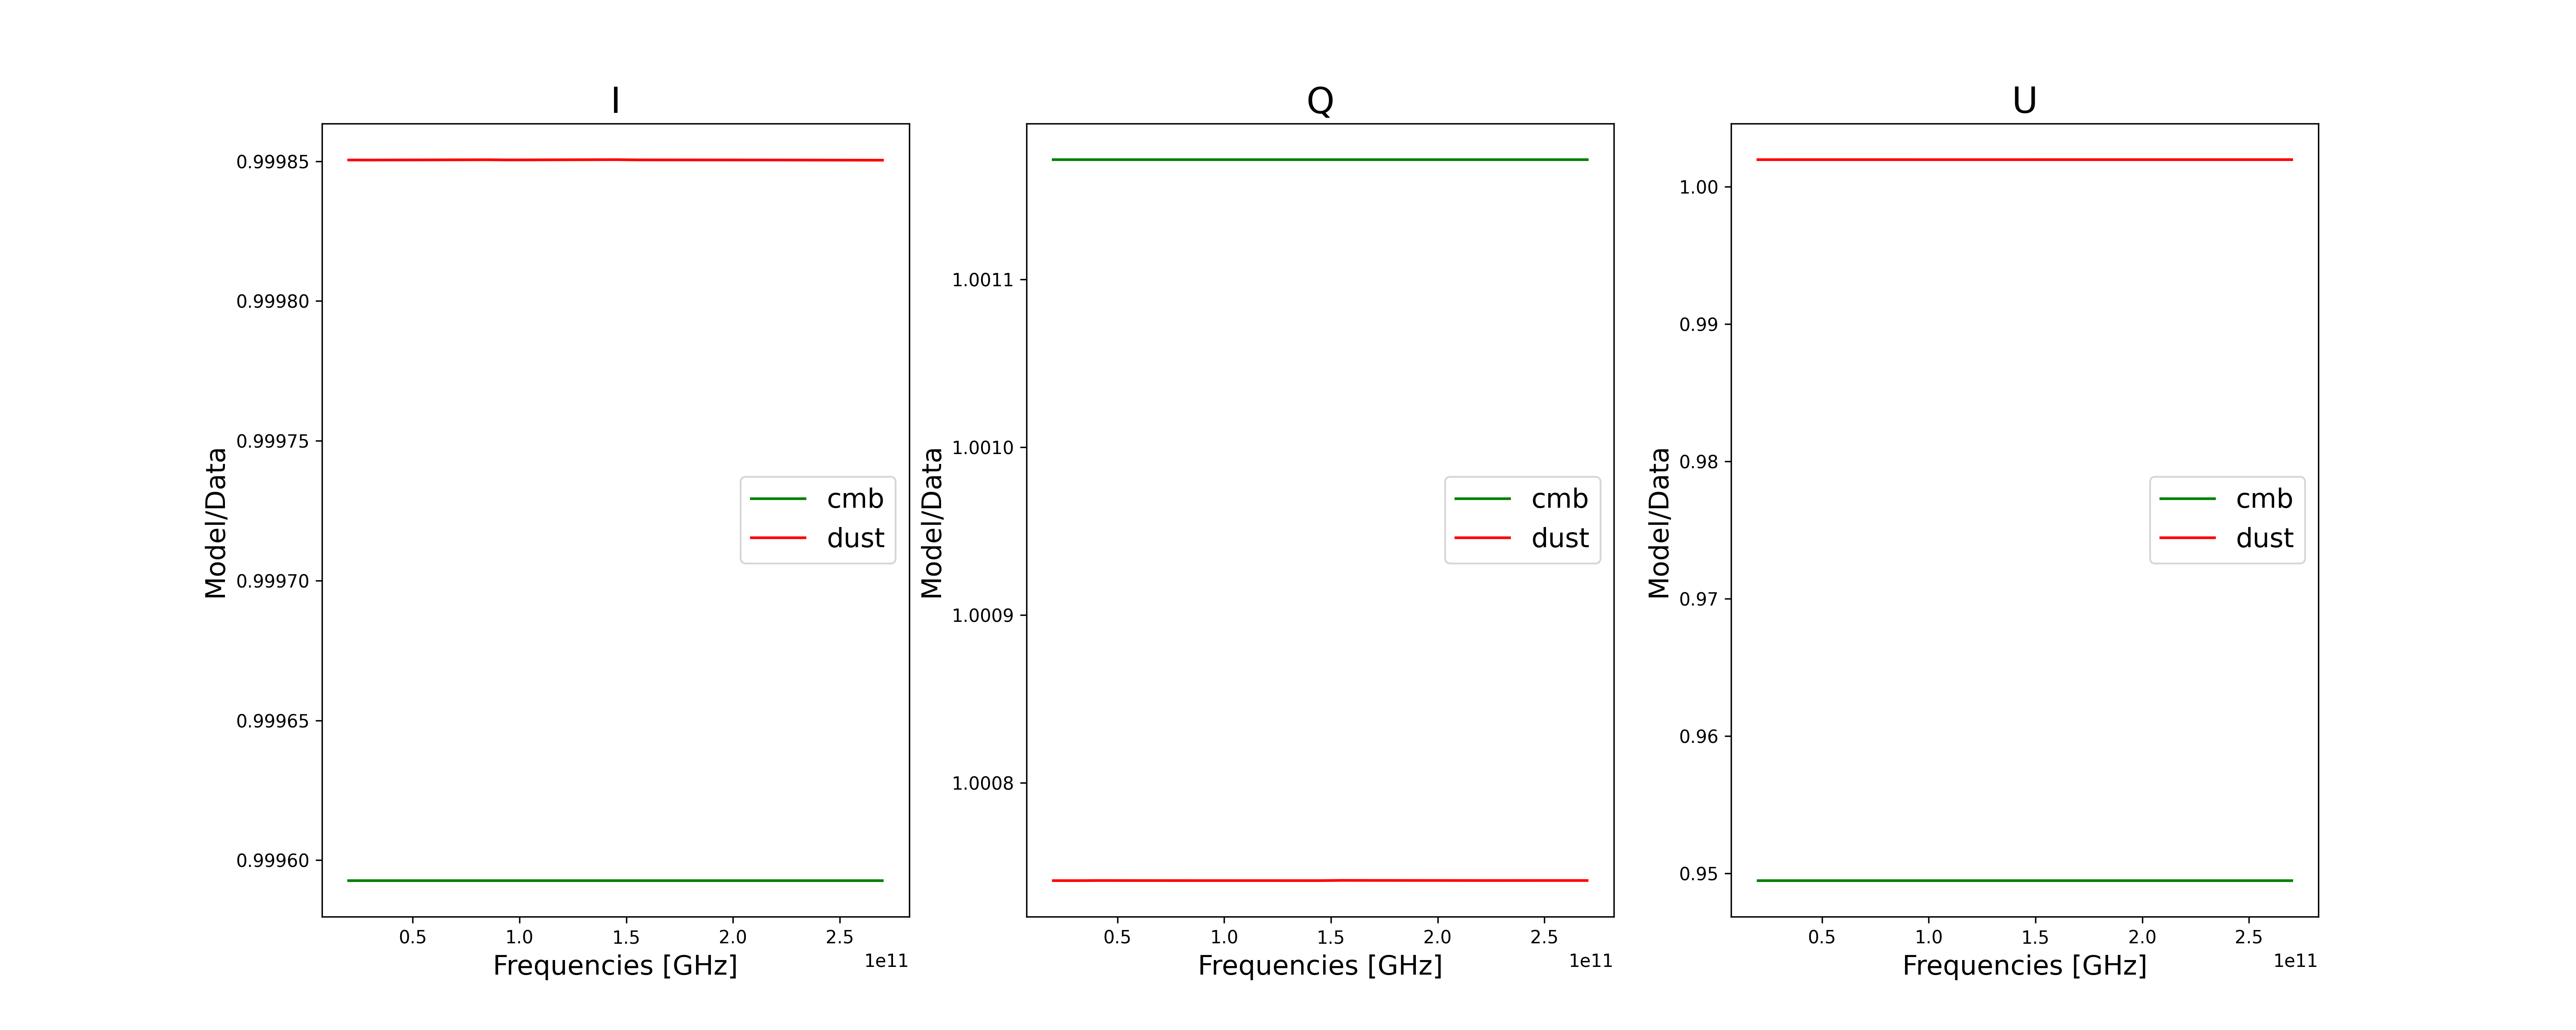 I
Model/Data
0.99985
0.99980
0.99975
0.99970
0.99965
0.99960
cmb
dust
0.5 1.0 1.5 2.0 2.5
Frequencies [GHz]
1e11
Q
Model/Data
1.0011
1.0010
1.0009
1.0008
cmb
dust
0.5 1.0 1.5 2.0 2.5
Frequencies [GHz]
1e11
U
Model/Data
1.00
0.99
0.98
0.97
0.96
0.95
cmb
dust
0.5 1.0 1.5 2.0 2.5
Frequencies [GHz]
1e11